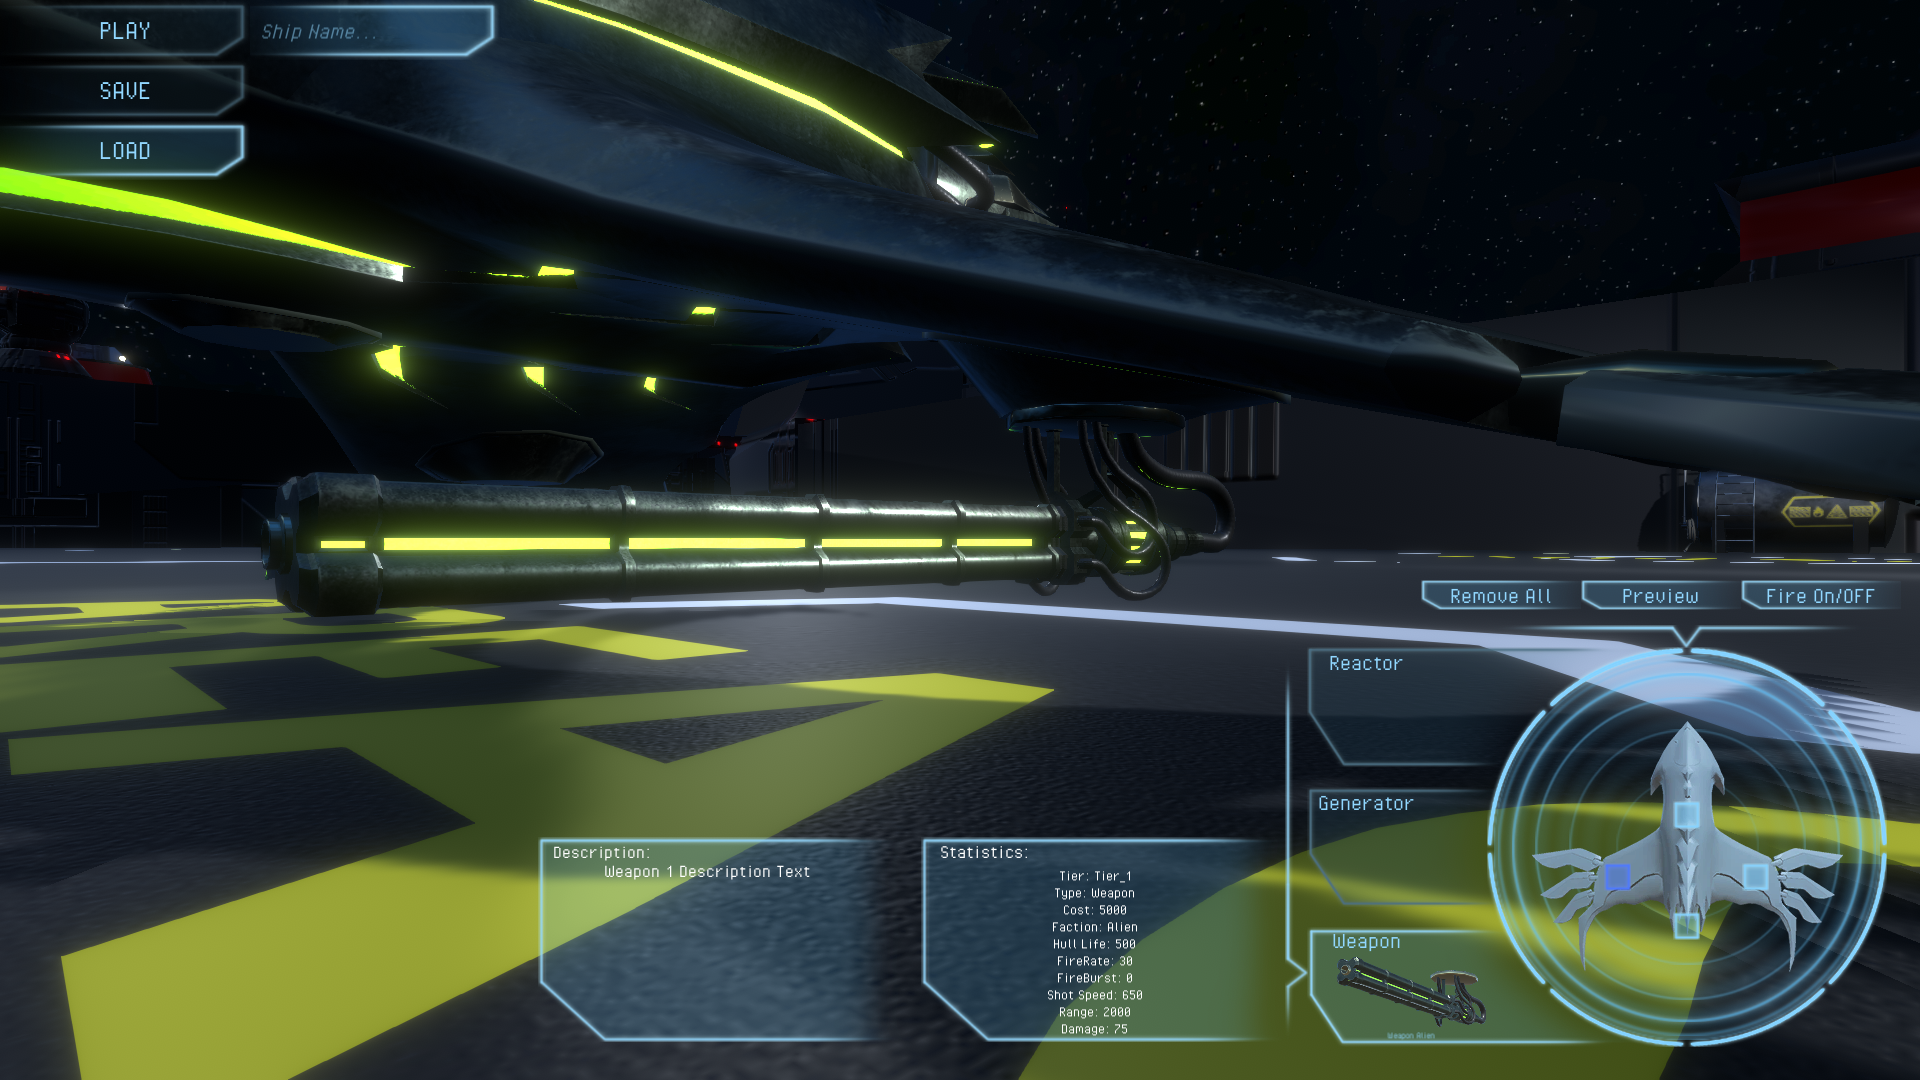 PLAY
Ship Name...
SAVE
LOAD
Remove All
Preview
Fire On/OFF
Reactor
Generator
Description:
Weapon 1 Description Text
Statistics:
Tier: Tier_1
Type: Weapon
Cost: 5000
Faction: Alien
Hull Life: 500
FireRate: 30
FireBurst: 0
Shot Speed: 650
Range: 2000
Damage: 75
Weapon
Weapon Alien